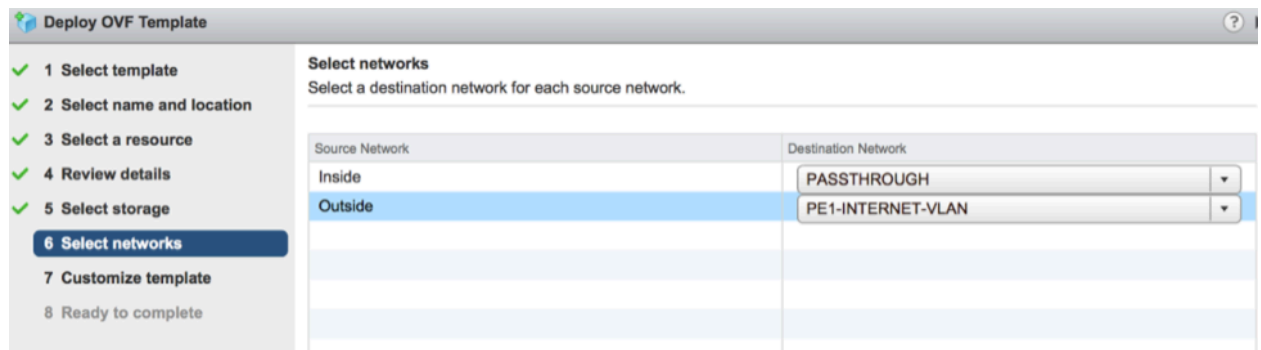 Deploy OVF Template
?
1 Select template
2 Select name and location
3 Select a resource
4 Review details
5 Select storage
6 Select networks
7 Customize template
8 Ready to complete
Select networks
Select a destination network for each source network.
Source Network Destination Network
Inside PASSTHROUGH
Outside PE1-INTERNET-VLAN